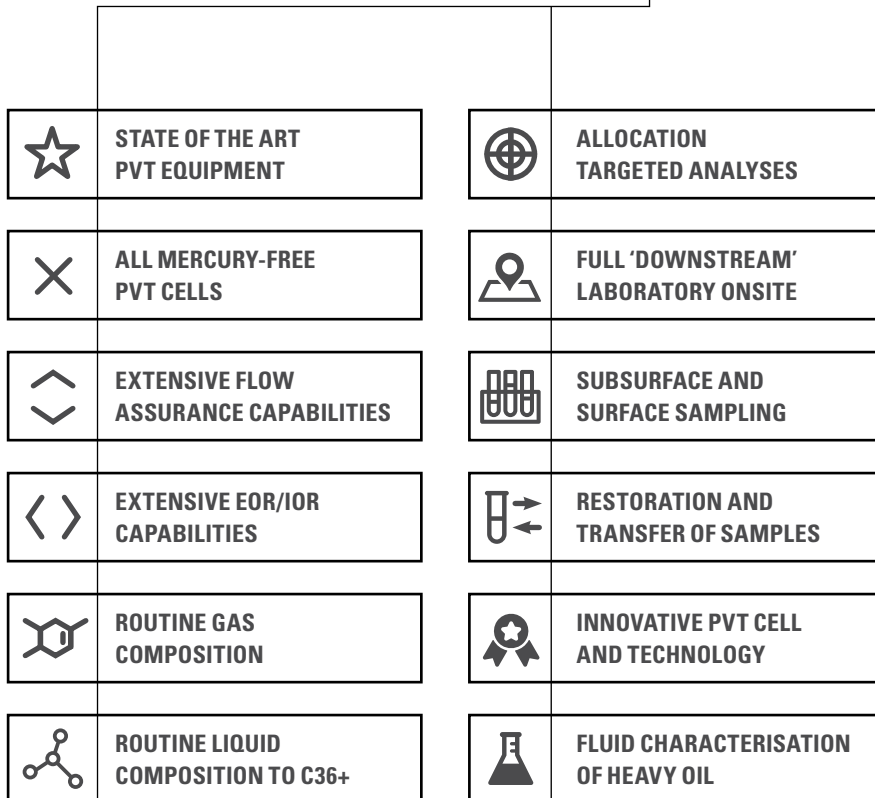 STATE OF THE ART
PVT EQUIPMENT
ALL MERCURY-FREE
PVT CELLS
EXTENSIVE FLOW
ASSURANCE CAPABILITIES
EXTENSIVE EOR/IOR
CAPABILITIES
ROUTINE GAS
COMPOSITION
ROUTINE LIQUID
COMPOSITION TO C36+
ALLOCATION
TARGETED ANALYSES
FULL ‘DOWNSTREAM’
LABORATORY ONSITE
SUBSURFACE AND
SURFACE SAMPLING
RESTORATION AND
TRANSFER OF SAMPLES
INNOVATIVE PVT CELL
AND TECHNOLOGY
FLUID CHARACTERISATION
OF HEAVY OIL